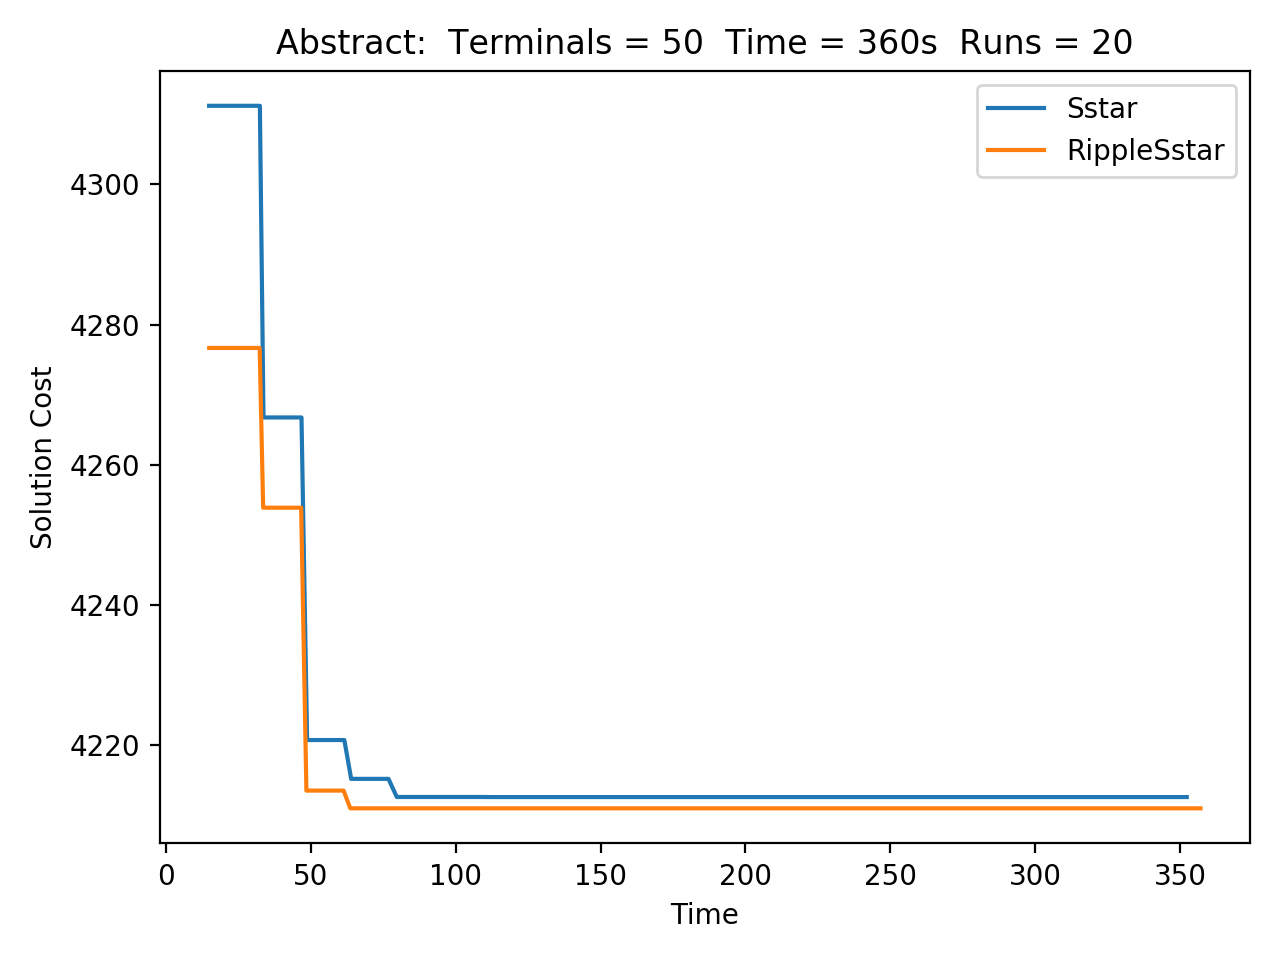 Abstract:  Terminals = 50  Time = 360s  Runs = 20
Sstar
RippleSstar
Solution Cost
4300
4280
4260
4240
4220
0 50 100 150 200 250 300 350
Time